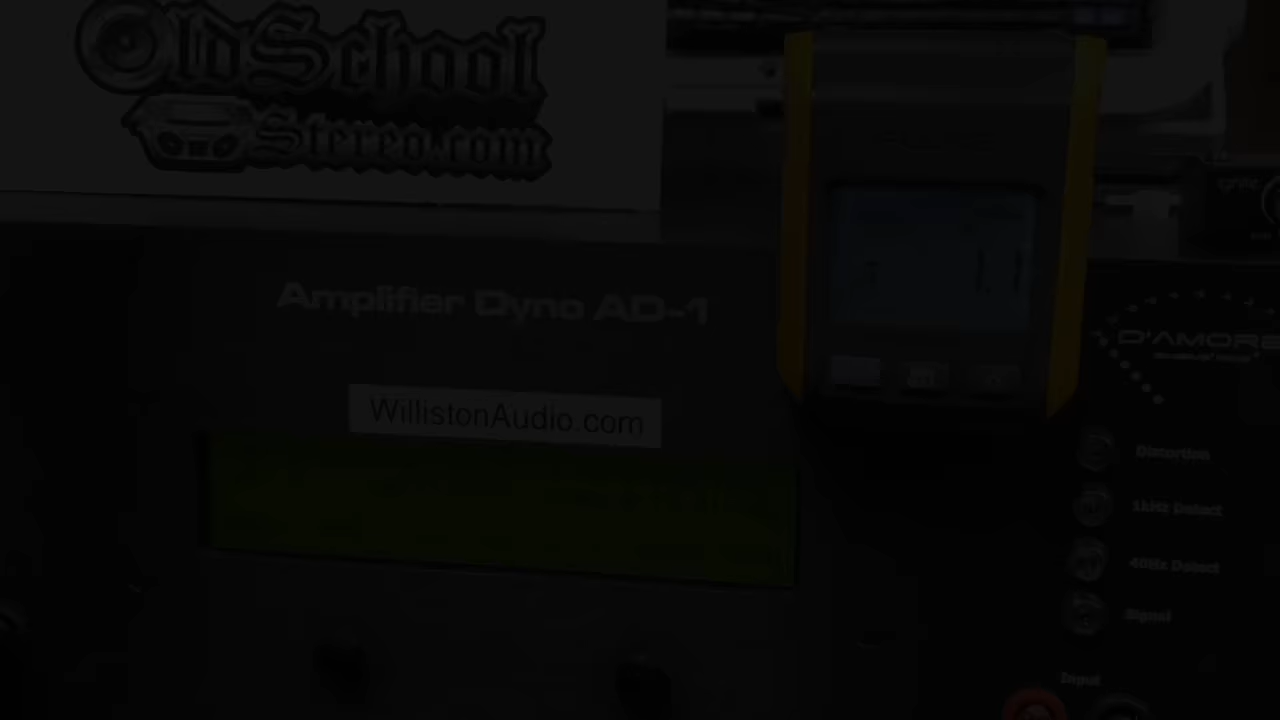 OldSchool
Stereo.com
Amplifier Dyno AD-1
WillistonAudio.com
D'AMORE
Distortion
1kHz Detect
40Hz Detect
Signal
Input